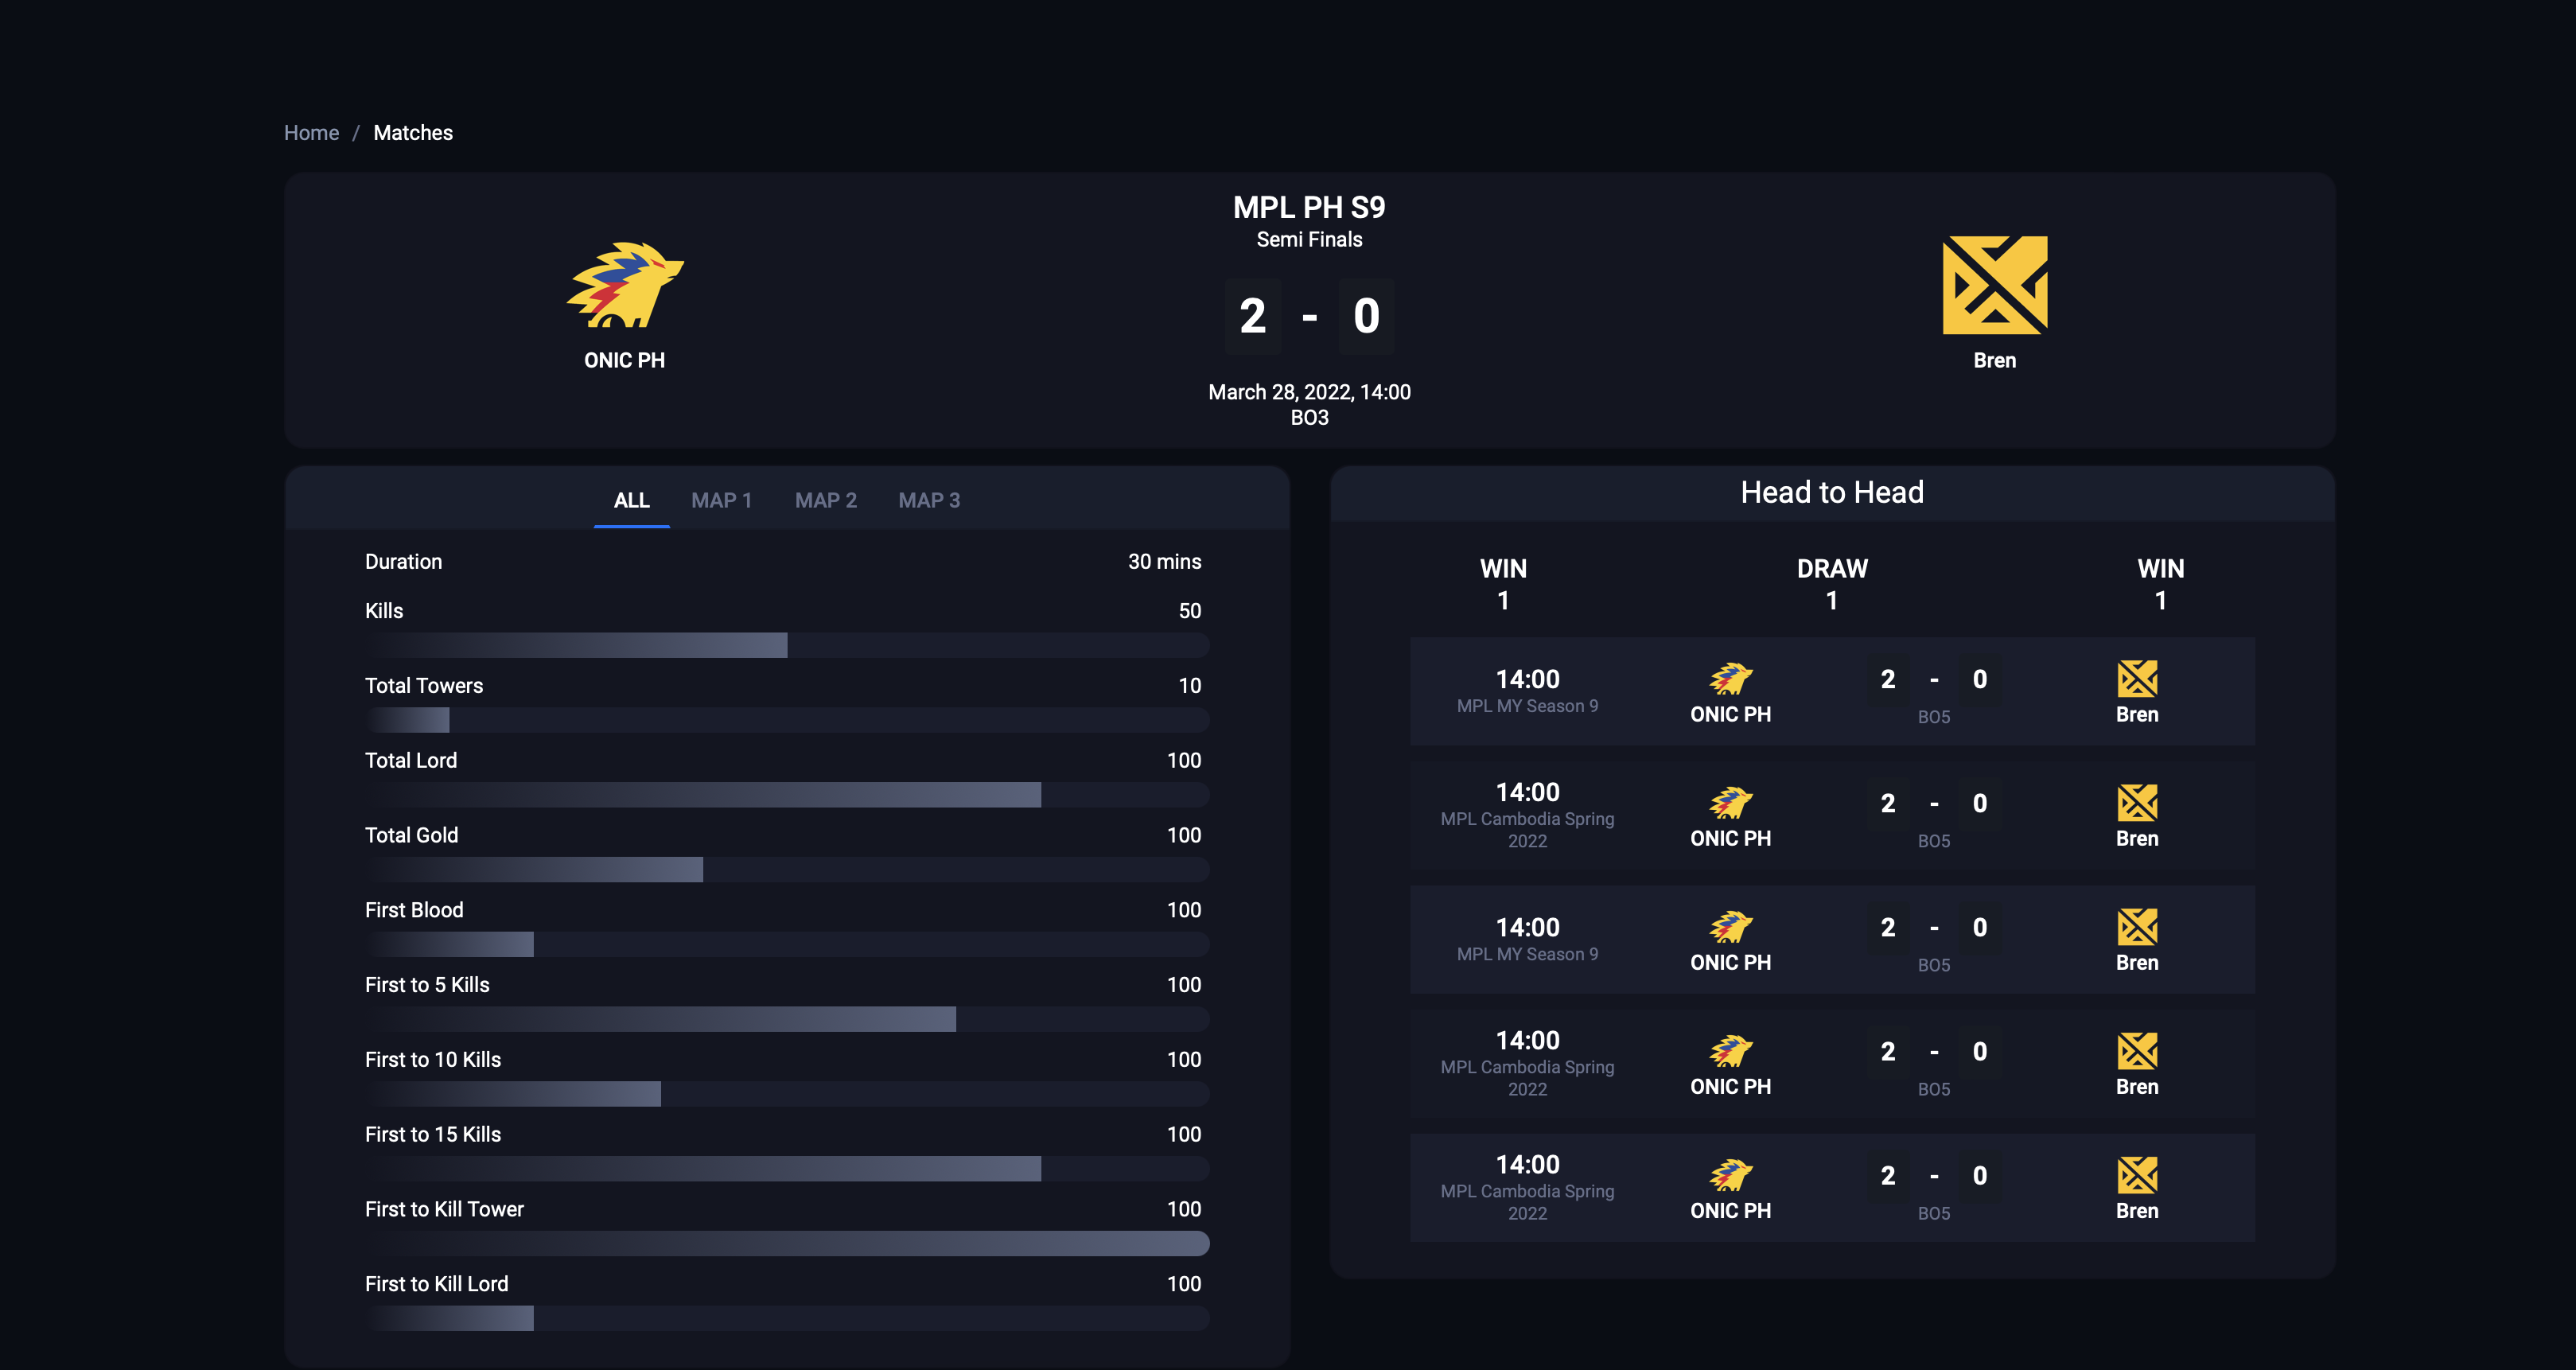 Home / Matches
MPL PH S9
Semi Finals
2 - 0
ONIC PH
Bren
March 28, 2022, 14:00
BO3
ALL MAP 1 MAP 2 MAP 3
Duration 30 mins
Kills 50
Total Towers 10
Total Lord 100
Total Gold 100
First Blood 100
First to 5 Kills 100
First to 10 Kills 100
First to 15 Kills 100
First to Kill Tower 100
First to Kill Lord 100
Head to Head
WIN DRAW WIN
1 1 1
14:00
MPL MY Season 9
ONIC PH
2 - 0
BO5
Bren
14:00
MPL Cambodia Spring
2022
ONIC PH
2 - 0
BO5
Bren
14:00
MPL MY Season 9
ONIC PH
2 - 0
BO5
Bren
14:00
MPL Cambodia Spring
2022
ONIC PH
2 - 0
BO5
Bren
14:00
MPL Cambodia Spring
2022
ONIC PH
2 - 0
BO5
Bren